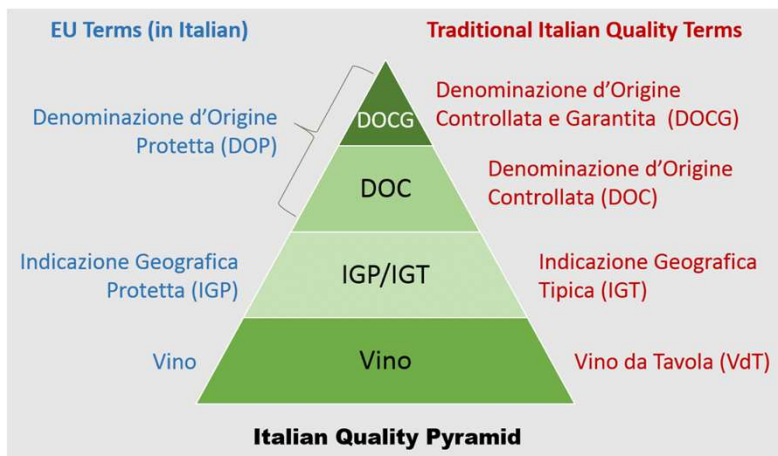 EU Terms (in Italian)
Traditional Italian Quality Terms
Denominazione d'Origine
Protetta (DOP)
DOCG
Denominazione d'Origine
Controllata e Garantita (DOCG)
DOC
Denominazione d'Origine
Controllata (DOC)
Indicazione Geografica
Protetta (IGP)
IGP/IGT
Indicazione Geografica
Tipica (IGT)
Vino
Vino
Vino da Tavola (VdT)
Italian Quality Pyramid